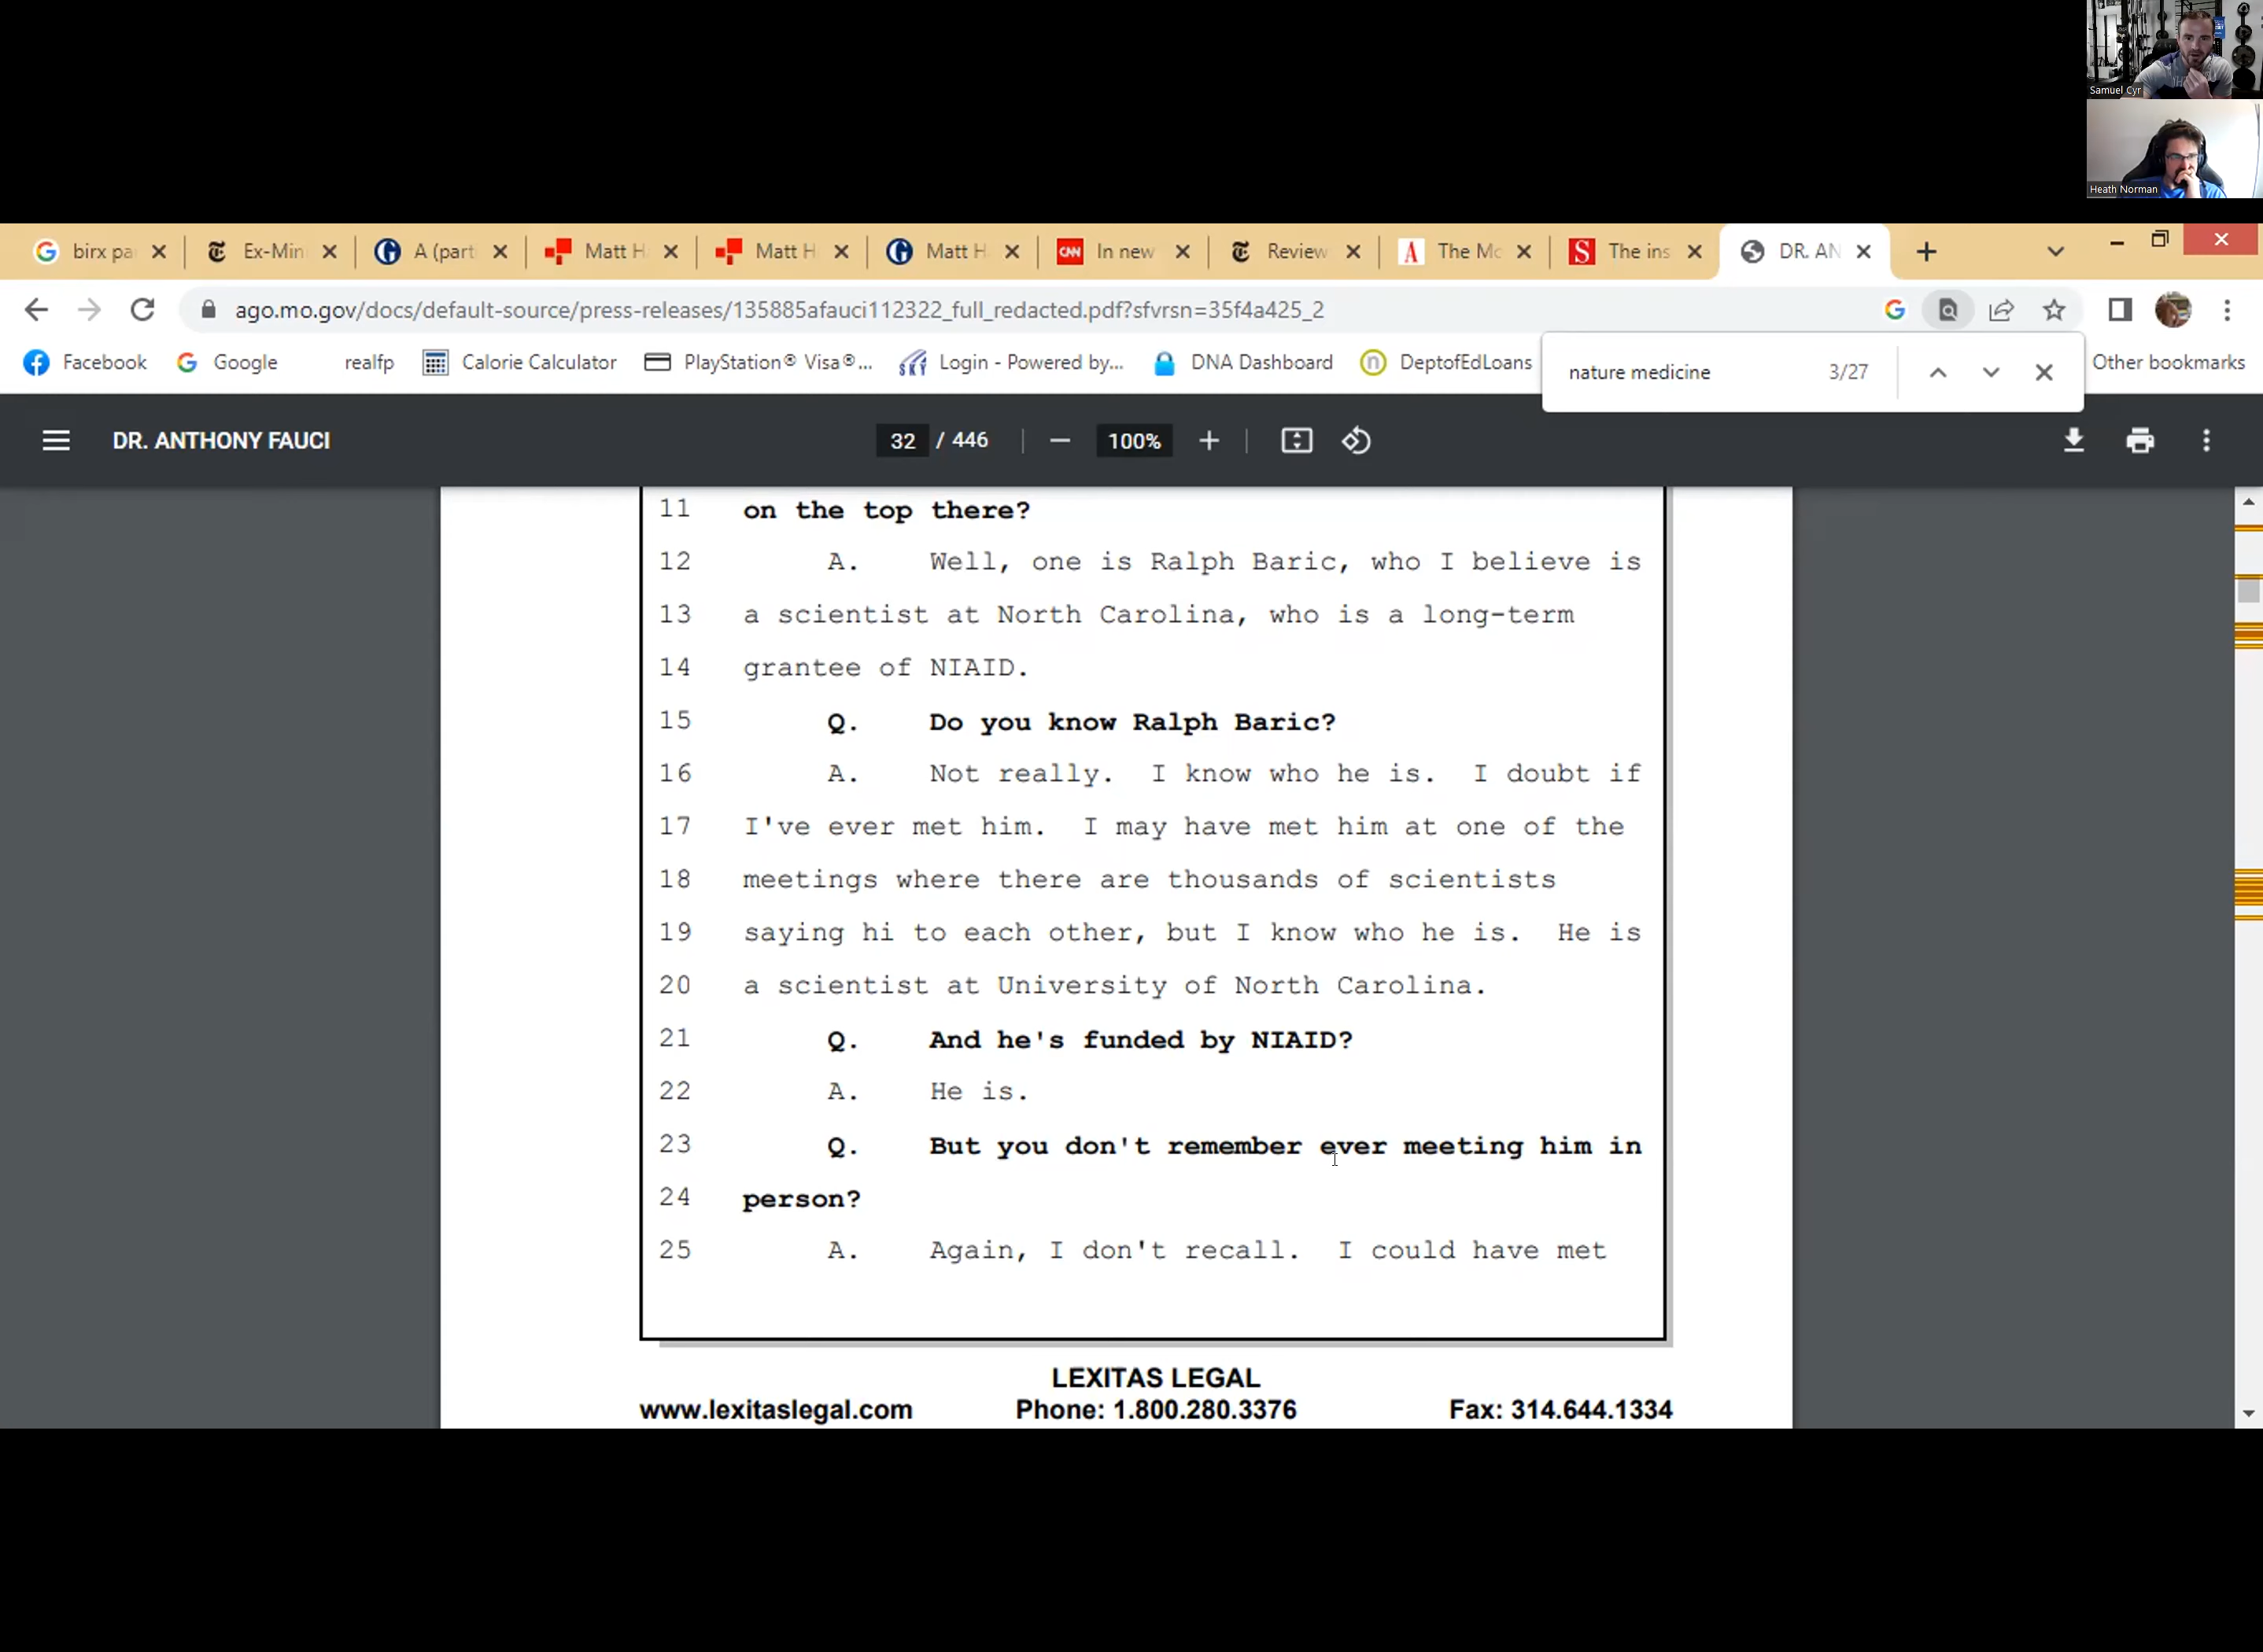 Samuel Cyr
Heath Norman
birx pa
Ex-Min
A (part
Matt H
Matt H
Matt H
CNN In new
Review
The Mc
The ins
DR. AN
ago.mo.gov/docs/default-source/press-releases/135885afauci112322_full_redacted.pdf?sfvrsn=35f4a425_2
Facebook
Google
realfp
Calorie Calculator
PlayStation® Visa®...
Login - Powered by...
DNA Dashboard
DeptofEdLoans
nature medicine 3/27
Other bookmarks
DR. ANTHONY FAUCI
32 / 446
100%
11 on the top there?
12 A. Well, one is Ralph Baric, who I believe is
13 a scientist at North Carolina, who is a long-term
14 grantee of NIAID.
15 Q. Do you know Ralph Baric?
16 A. Not really. I know who he is. I doubt if
17 I've ever met him. I may have met him at one of the
18 meetings where there are thousands of scientists
19 saying hi to each other, but I know who he is. He is
20 a scientist at University of North Carolina.
21 Q. And he's funded by NIAID?
22 A. He is.
23 Q. But you don't remember ever meeting him in
24 person?
25 A. Again, I don't recall. I could have met
LEXITAS LEGAL
www.lexitaslegal.com Phone: 1.800.280.3376 Fax: 314.644.1334